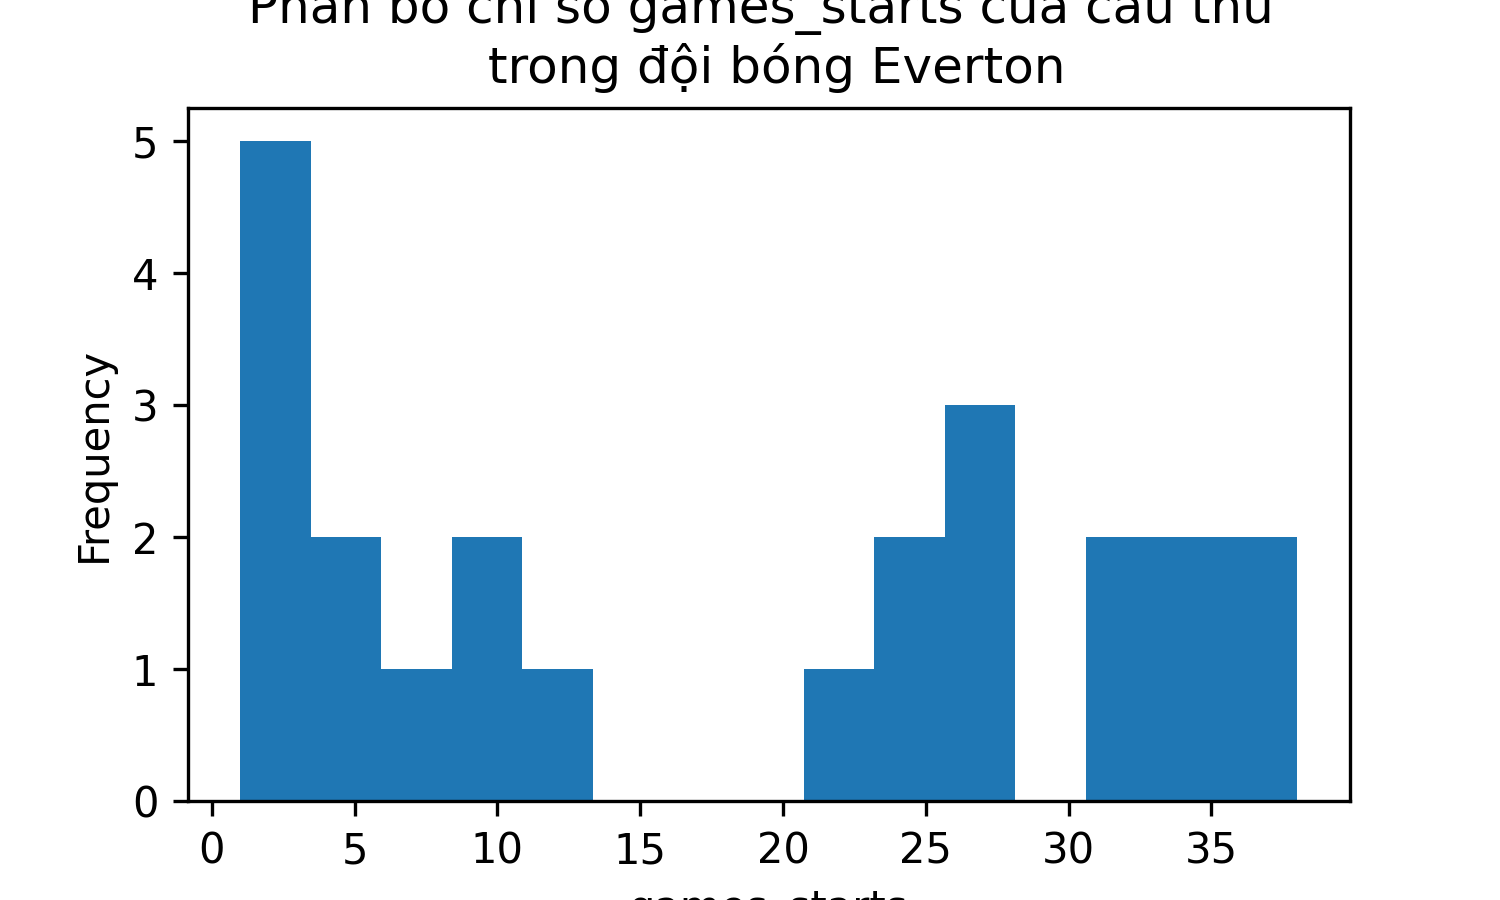 Phân bố chỉ số games_starts của cầu thủ
trong đội bóng Everton
5
4
3
2
1
0
Frequency
0 5 10 15 20 25 30 35
games_starts